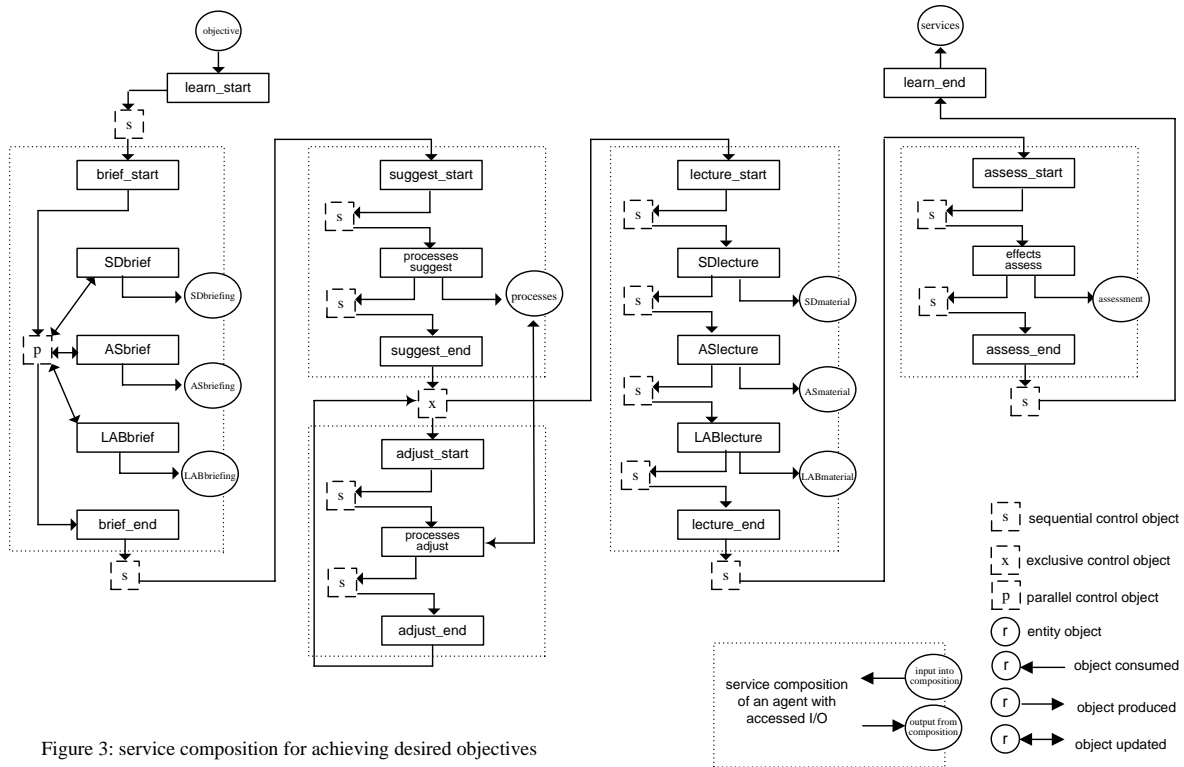 objective
learn_start
s
brief_start
SDbrief
SDbriefing
p
ASbrief
ASbriefing
LABbrief
LABbriefing
brief_end
s
suggest_start
s
processes
suggest
processes
s
suggest_end
x
adjust_start
s
processes
adjust
s
adjust_end
lecture_start
s
SDlecture
SDmaterial
s
ASlecture
ASmaterial
s
LABlecture
LABmaterial
s
lecture_end
s
services
learn_end
assess_start
s
effects
assess
assessment
s
assess_end
s
service composition
of an agent with
accessed I/O
input into
composition
output from
composition
s sequential control object
x exclusive control object
p parallel control object
r entity object
r object consumed
r object produced
r object updated
Figure 3: service composition for achieving desired objectives